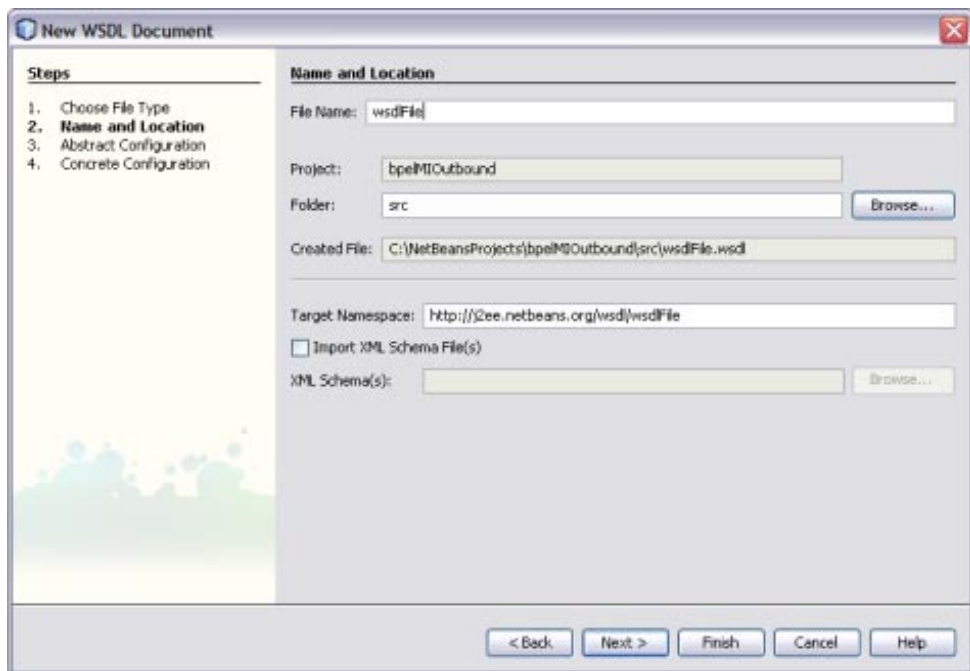 New WSDL Document
Steps
1. Choose File Type
2. Name and Location
3. Abstract Configuration
4. Concrete Configuration
Name and Location
File Name: wsdlFile
Project: bpelMIOutbound
Folder: src Browse...
Created File: C:\NetBeansProjects\bpelMIOutbound\src\wsdlFile.wsdl
Target Namespace: http://j2ee.netbeans.org/wsdl/wsdlFile
Import XML Schema File(s)
XML Schema(s): Browse...
< Back Next > Finish Cancel Help